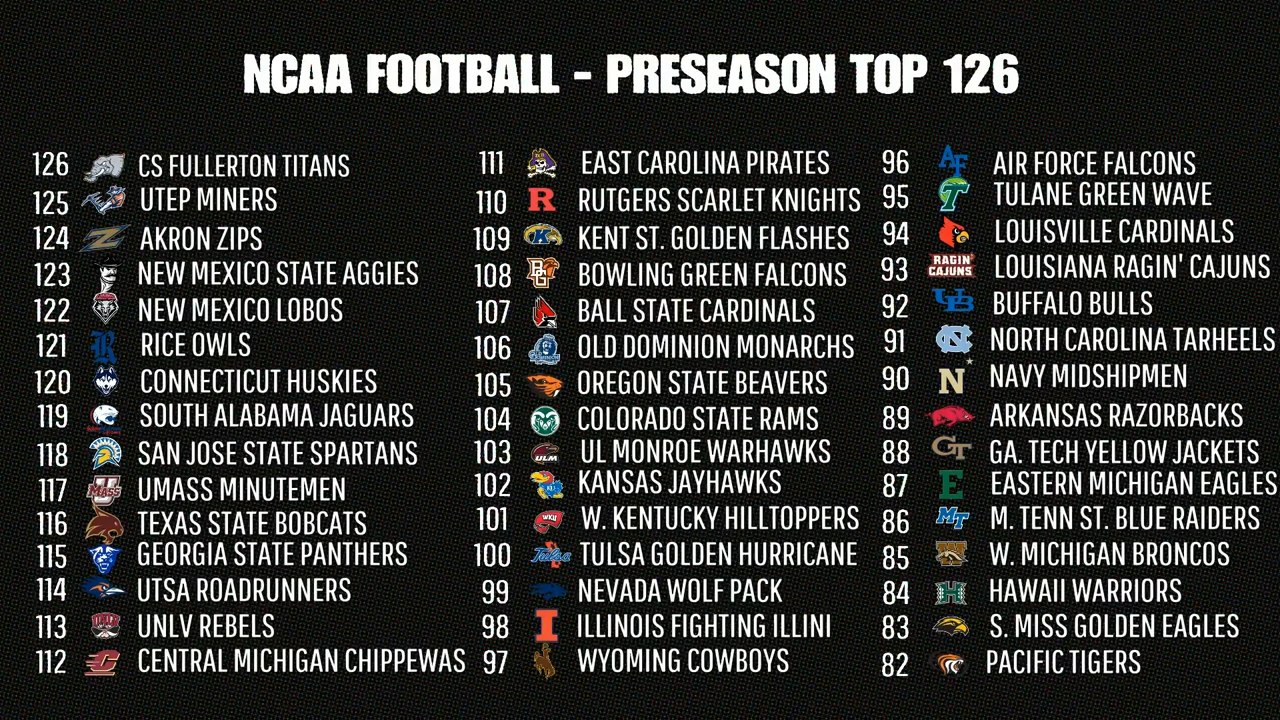 NCAA FOOTBALL - PRESEASON TOP 126
126 CS FULLERTON TITANS
125 UTEP MINERS
124 AKRON ZIPS
123 NEW MEXICO STATE AGGIES
122 NEW MEXICO LOBOS
121 RICE OWLS
120 CONNECTICUT HUSKIES
119 SOUTH ALABAMA JAGUARS
118 SAN JOSE STATE SPARTANS
117 UMASS MINUTEMEN
116 TEXAS STATE BOBCATS
115 GEORGIA STATE PANTHERS
114 UTSA ROADRUNNERS
113 UNLV REBELS
112 CENTRAL MICHIGAN CHIPPEWAS
111 EAST CAROLINA PIRATES
110 R RUTGERS SCARLET KNIGHTS
109 K KENT ST. GOLDEN FLASHES
108 BG BOWLING GREEN FALCONS
107 BALL STATE CARDINALS
106 OLD DOMINION MONARCHS
105 OREGON STATE BEAVERS
104 COLORADO STATE RAMS
103 ULM UL MONROE WARHAWKS
102 KU KANSAS JAYHAWKS
101 WKU W. KENTUCKY HILLTOPPERS
100 Tulsa TULSA GOLDEN HURRICANE
99 NEVADA WOLF PACK
98 I ILLINOIS FIGHTING ILLINI
97 WYOMING COWBOYS
96 AF AIR FORCE FALCONS
95 T TULANE GREEN WAVE
94 LOUISVILLE CARDINALS
93 RAGIN' CAJUNS LOUISIANA RAGIN' CAJUNS
92 UB BUFFALO BULLS
91 NC NORTH CAROLINA TARHEELS
90 N NAVY MIDSHIPMEN
89 ARKANSAS RAZORBACKS
88 GT GA. TECH YELLOW JACKETS
87 E EASTERN MICHIGAN EAGLES
86 MT M. TENN ST. BLUE RAIDERS
85 W W. MICHIGAN BRONCOS
84 H HAWAII WARRIORS
83 S. MISS GOLDEN EAGLES
82 PACIFIC TIGERS